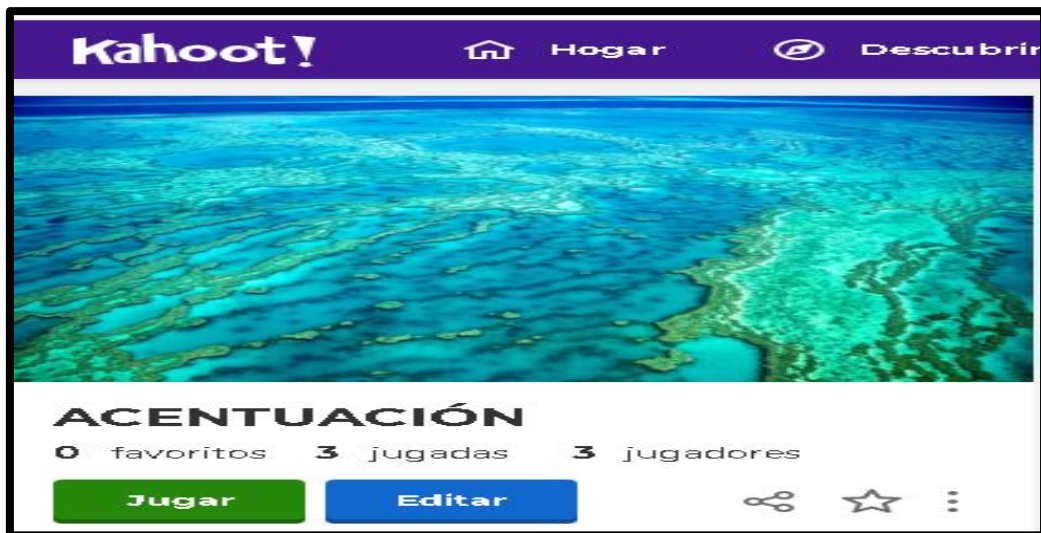 Kahoot! Hogar Descubrir
ACENTUACIÓN
0 favoritos 3 jugadas 3 jugadores
Jugar Editar